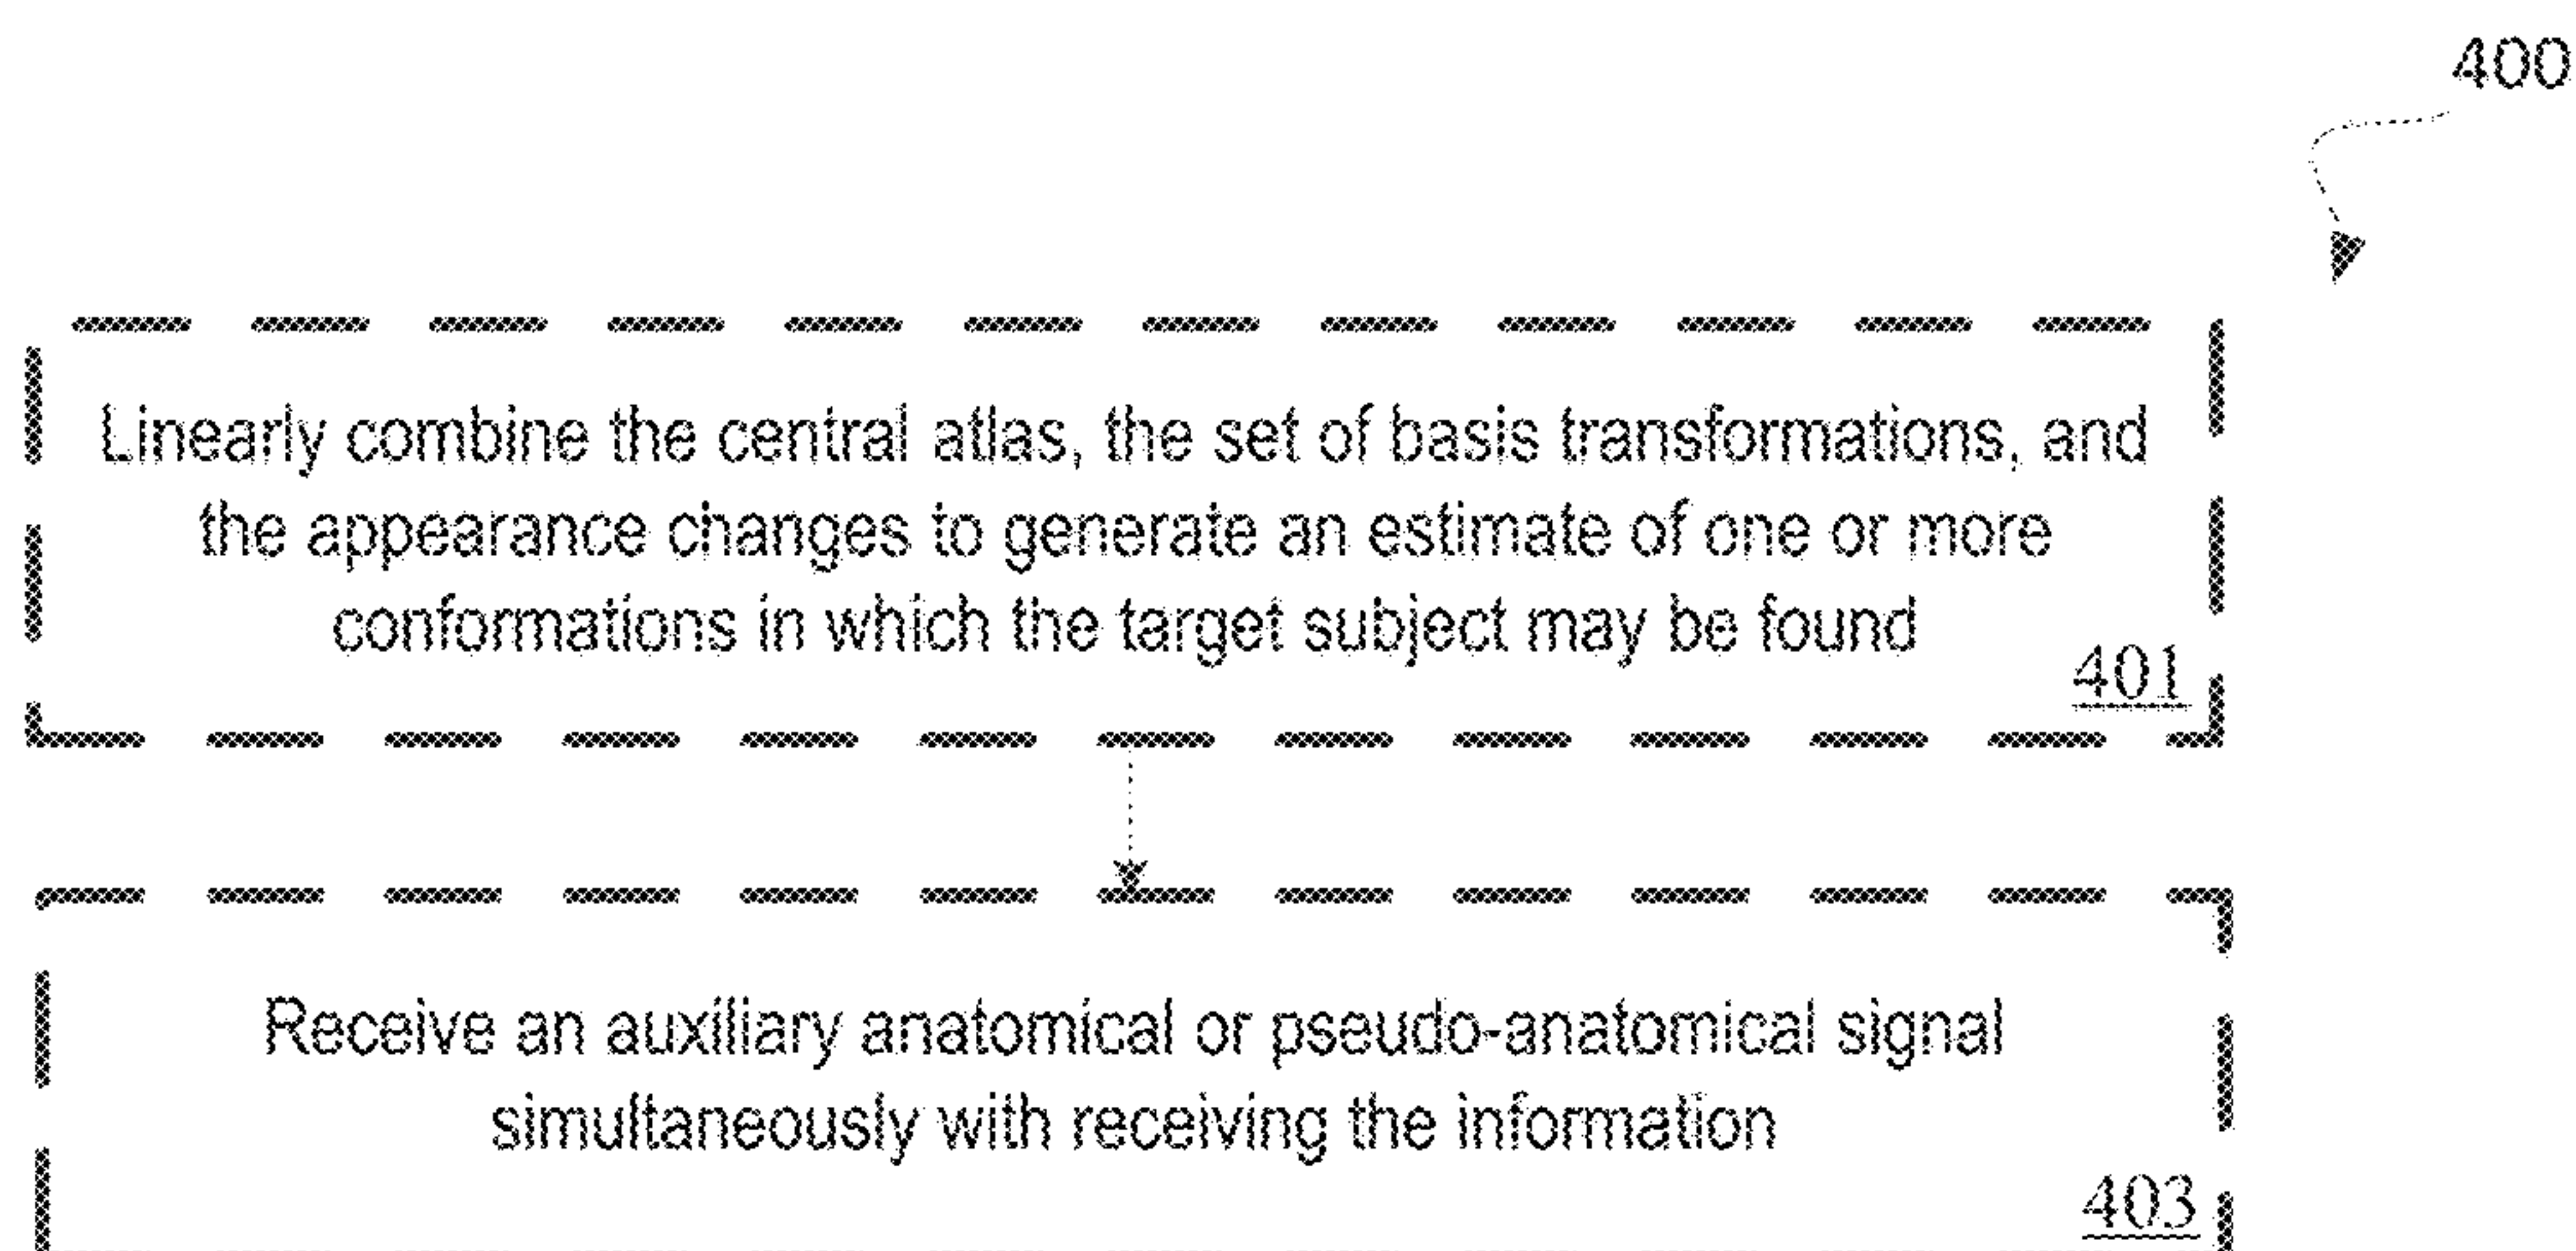 400
Linearly combine the central atlas, the set of basis transformations, and
the appearance changes to generate an estimate of one or more
conformations in which the target subject may be found
401
Receive an auxiliary anatomical or pseudo-anatomical signal
simultaneously with receiving the information
403